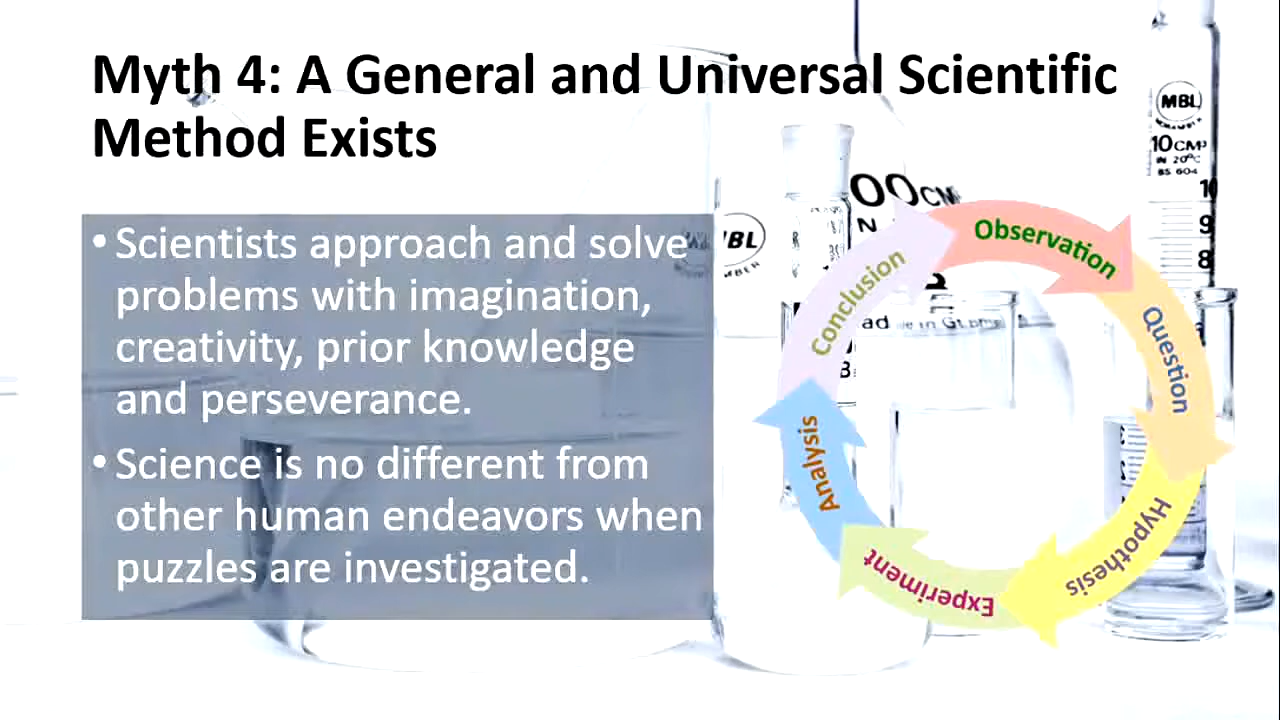 Myth 4: A General and Universal Scientific
Method Exists
• Scientists approach and solve
problems with imagination,
creativity, prior knowledge
and perseverance.
• Science is no different from
other human endeavors when
puzzles are investigated.
Observation
Question
Hypothesis
Experiment
Analysis
Conclusion
MBL
10CM³
IN 20°C
BS 604
10
9
8